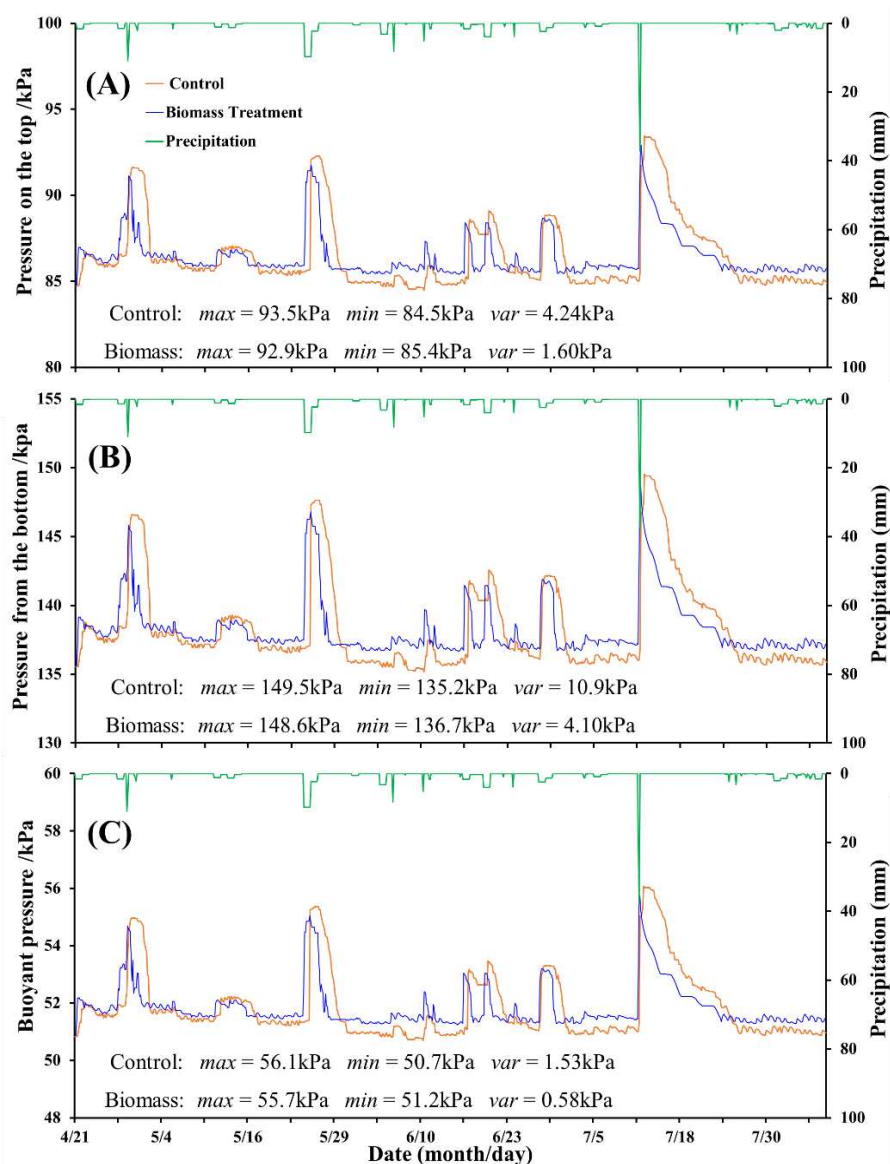 100
95
90
85
80
Pressure on the top /kPa
(A)
Control
Biomass Treatment
Precipitation
Control: max = 93.5kPa min = 84.5kPa var = 4.24kPa
Biomass: max = 92.9kPa min = 85.4kPa var = 1.60kPa
0
20
40
60
80
100
Precipitation (mm)
155
150
145
140
135
130
Pressure from the bottom /kpa
(B)
Control: max = 149.5kPa min = 135.2kPa var = 10.9kPa
Biomass: max = 148.6kPa min = 136.7kPa var = 4.10kPa
0
20
40
60
80
100
Precipitation (mm)
60
58
56
54
52
50
48
Buoyant pressure /kPa
(C)
Control: max = 56.1kPa min = 50.7kPa var = 1.53kPa
Biomass: max = 55.7kPa min = 51.2kPa var = 0.58kPa
0
20
40
60
80
100
Precipitation (mm)
4/21 5/4 5/16 5/29 6/10 6/23 7/5 7/18 7/30
Date (month/day)